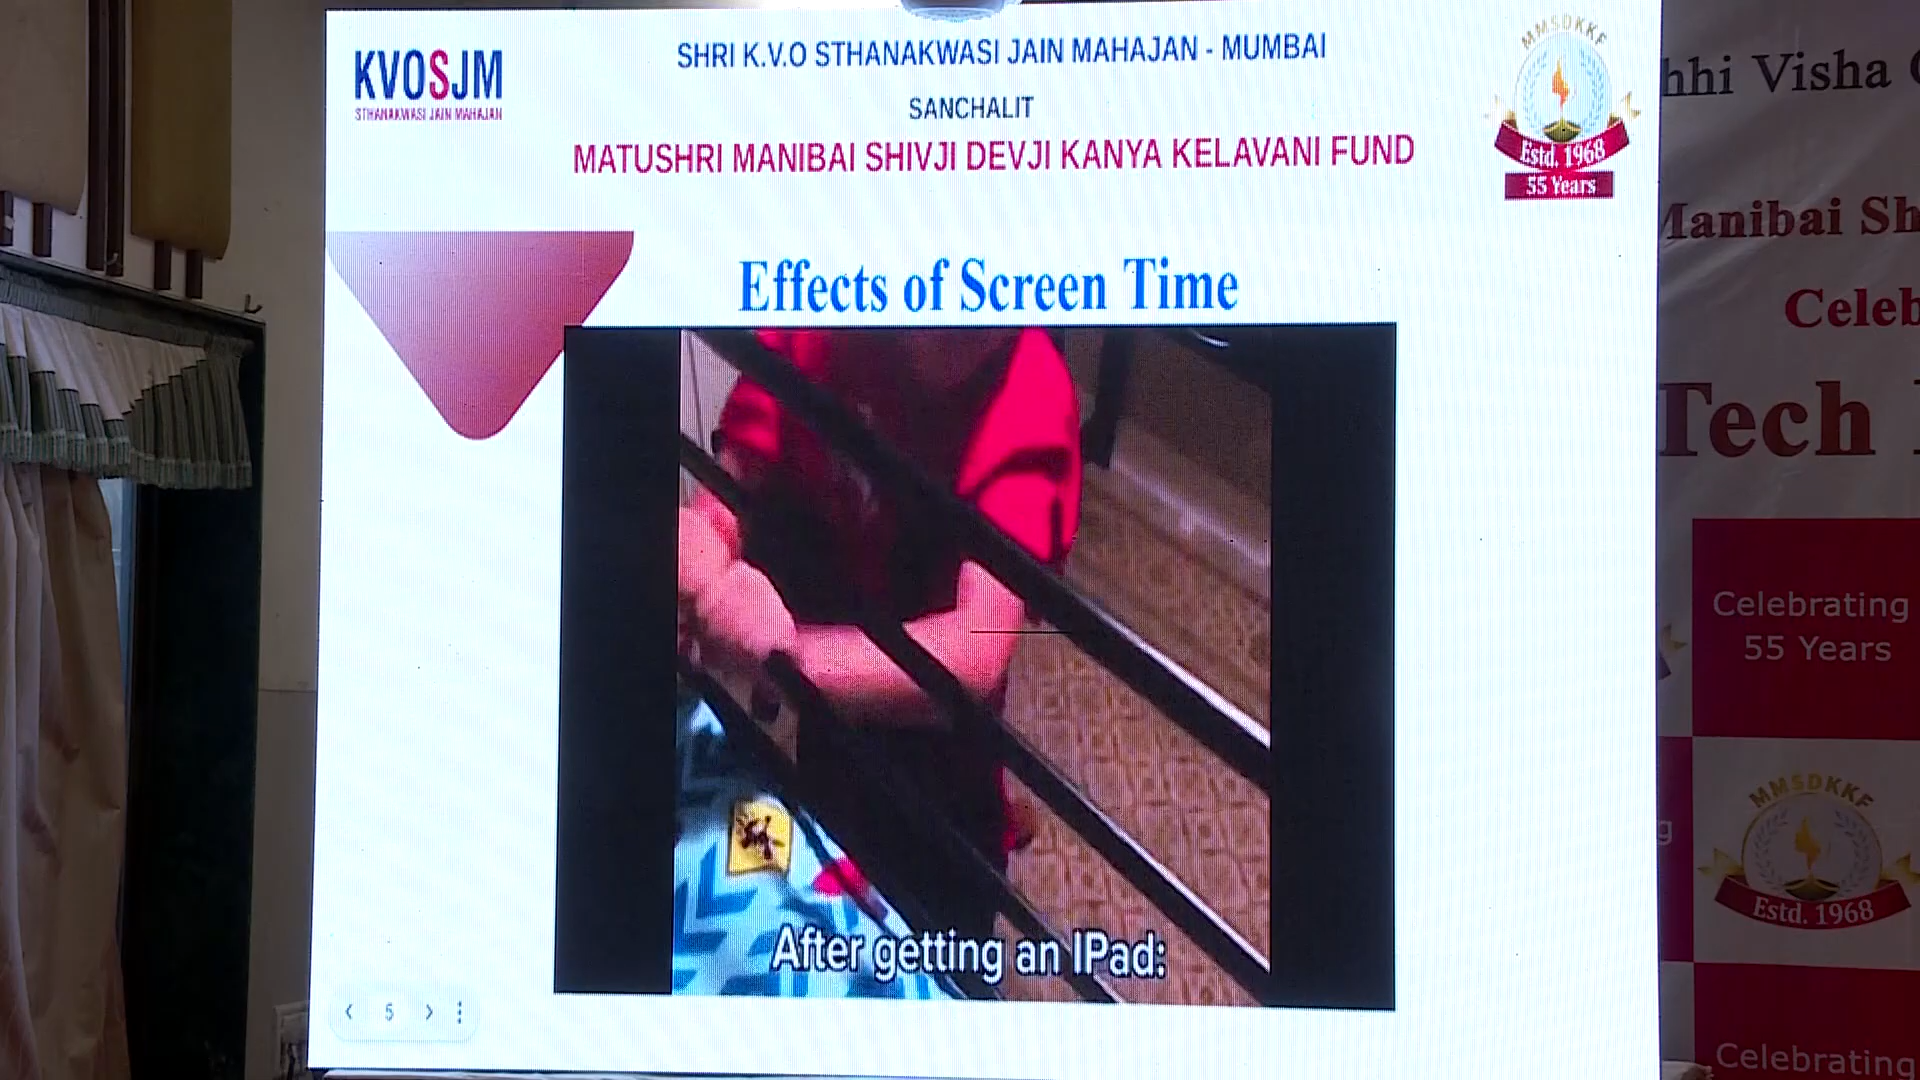 KVOSJM
STHANAKWASI JAIN MAHAJAN
SHRI K.V.O STHANAKWASI JAIN MAHAJAN - MUMBAI
SANCHALIT
MATUSHRI MANIBAI SHIVJI DEVJI KANYA KELAVANI FUND
MMSDKKF
Estd. 1968
55 Years
Effects of Screen Time
After getting an IPad:
5
hhi Visha
Manibai Sh
Celeb
Tech
Celebrating
55 Years
g
MMSDKKF
Estd. 1968
Celebrating